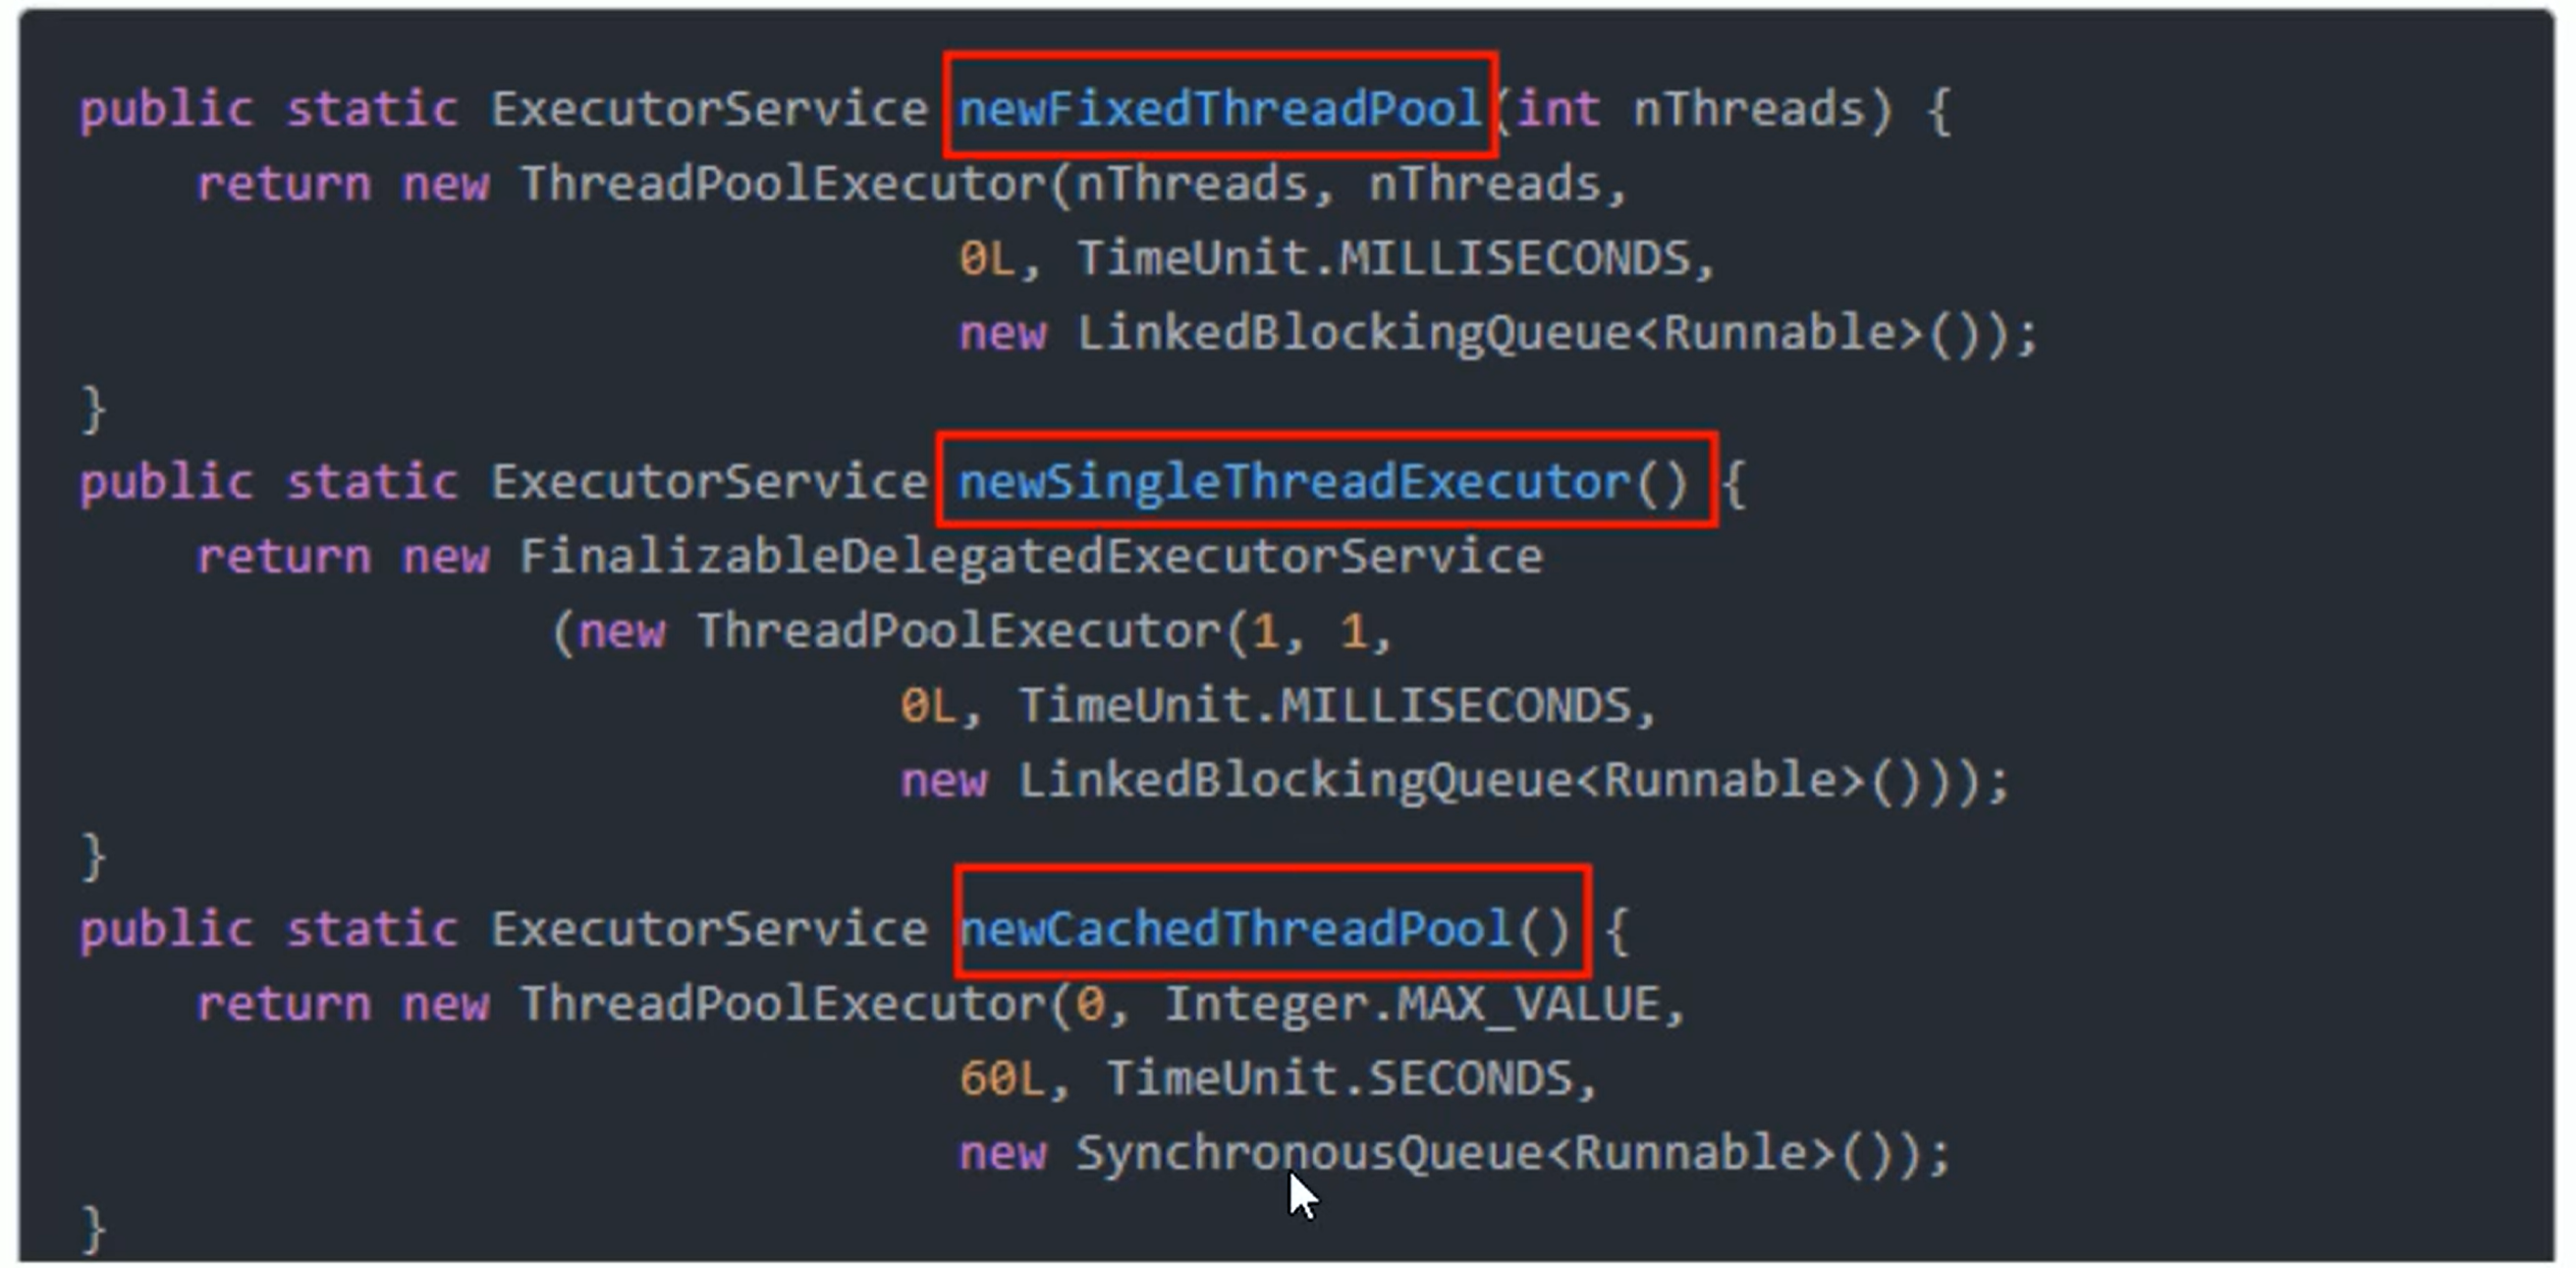 public static ExecutorService newFixedThreadPool(int nThreads) {
return new ThreadPoolExecutor(nThreads, nThreads,
0L, TimeUnit.MILLISECONDS,
new LinkedBlockingQueue<Runnable>());
}
public static ExecutorService newSingleThreadExecutor() {
return new FinalizableDelegatedExecutorService
(new ThreadPoolExecutor(1, 1,
0L, TimeUnit.MILLISECONDS,
new LinkedBlockingQueue<Runnable>()));
}
public static ExecutorService newCachedThreadPool() {
return new ThreadPoolExecutor(0, Integer.MAX_VALUE,
60L, TimeUnit.SECONDS,
new SynchronousQueue<Runnable>());
}